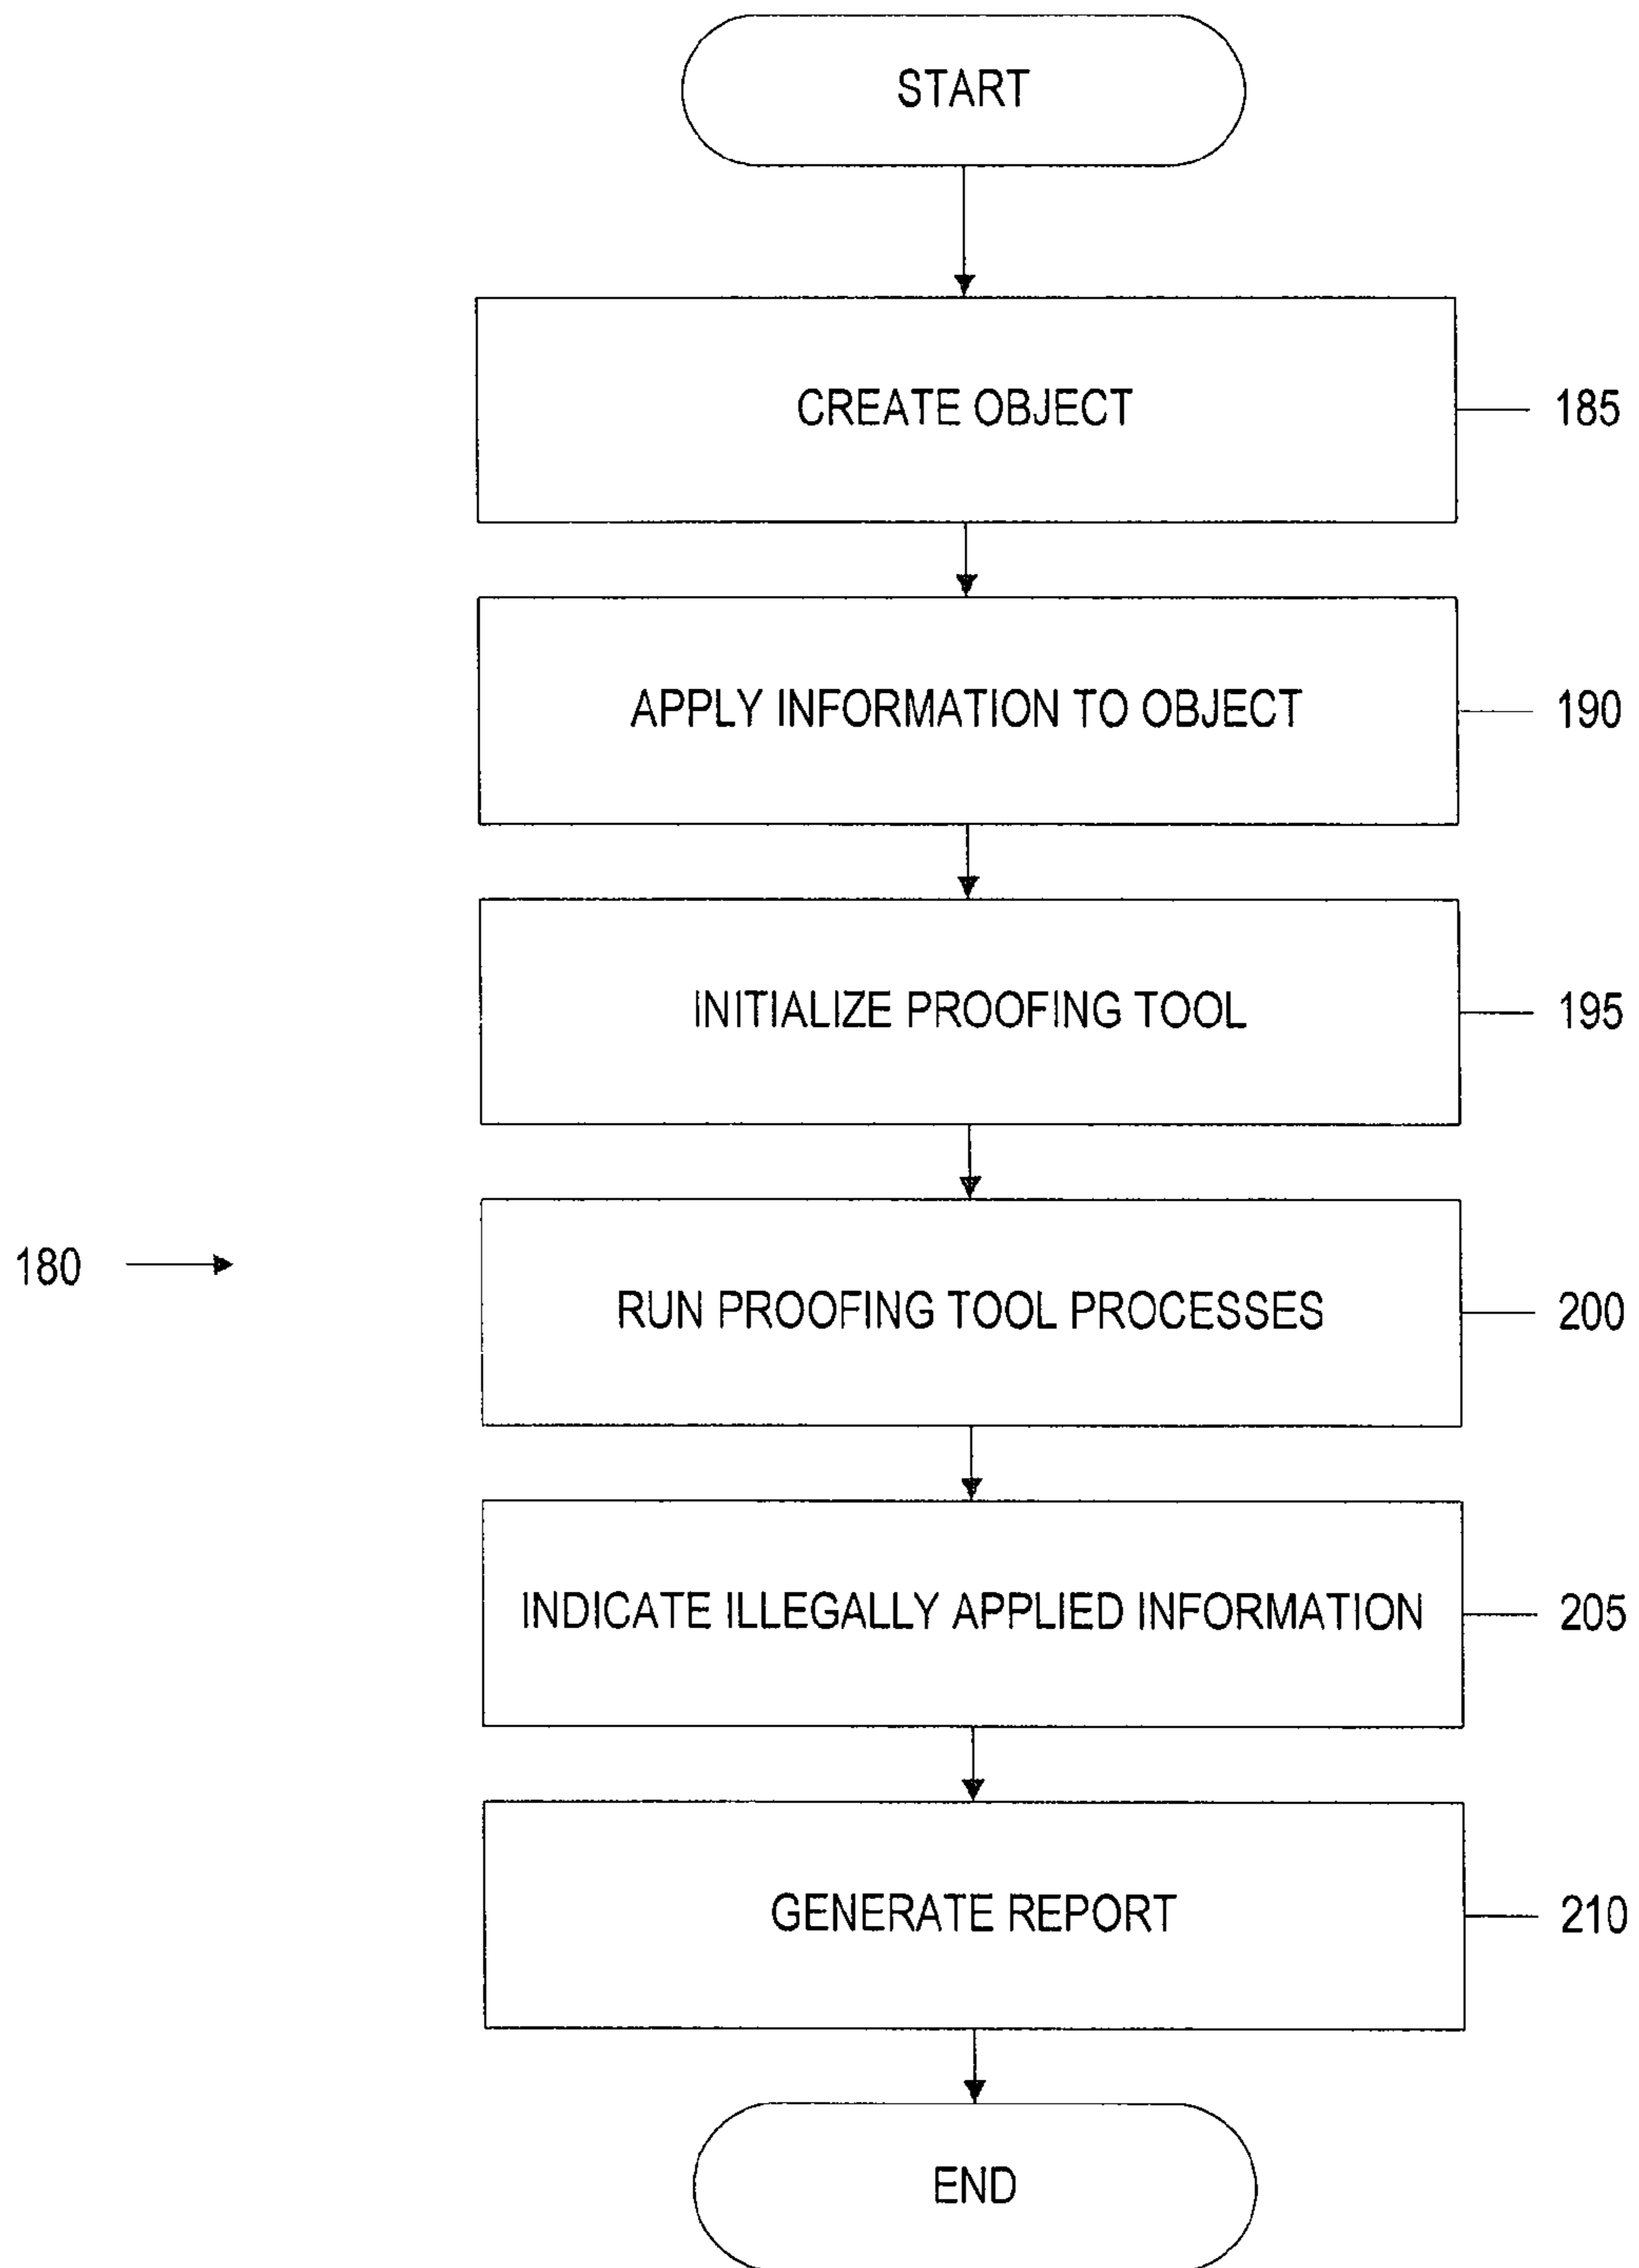 START
CREATE OBJECT
185
APPLY INFORMATION TO OBJECT
190
INITIALIZE PROOFING TOOL
195
180
RUN PROOFING TOOL PROCESSES
200
INDICATE ILLEGALLY APPLIED INFORMATION
205
GENERATE REPORT
210
END